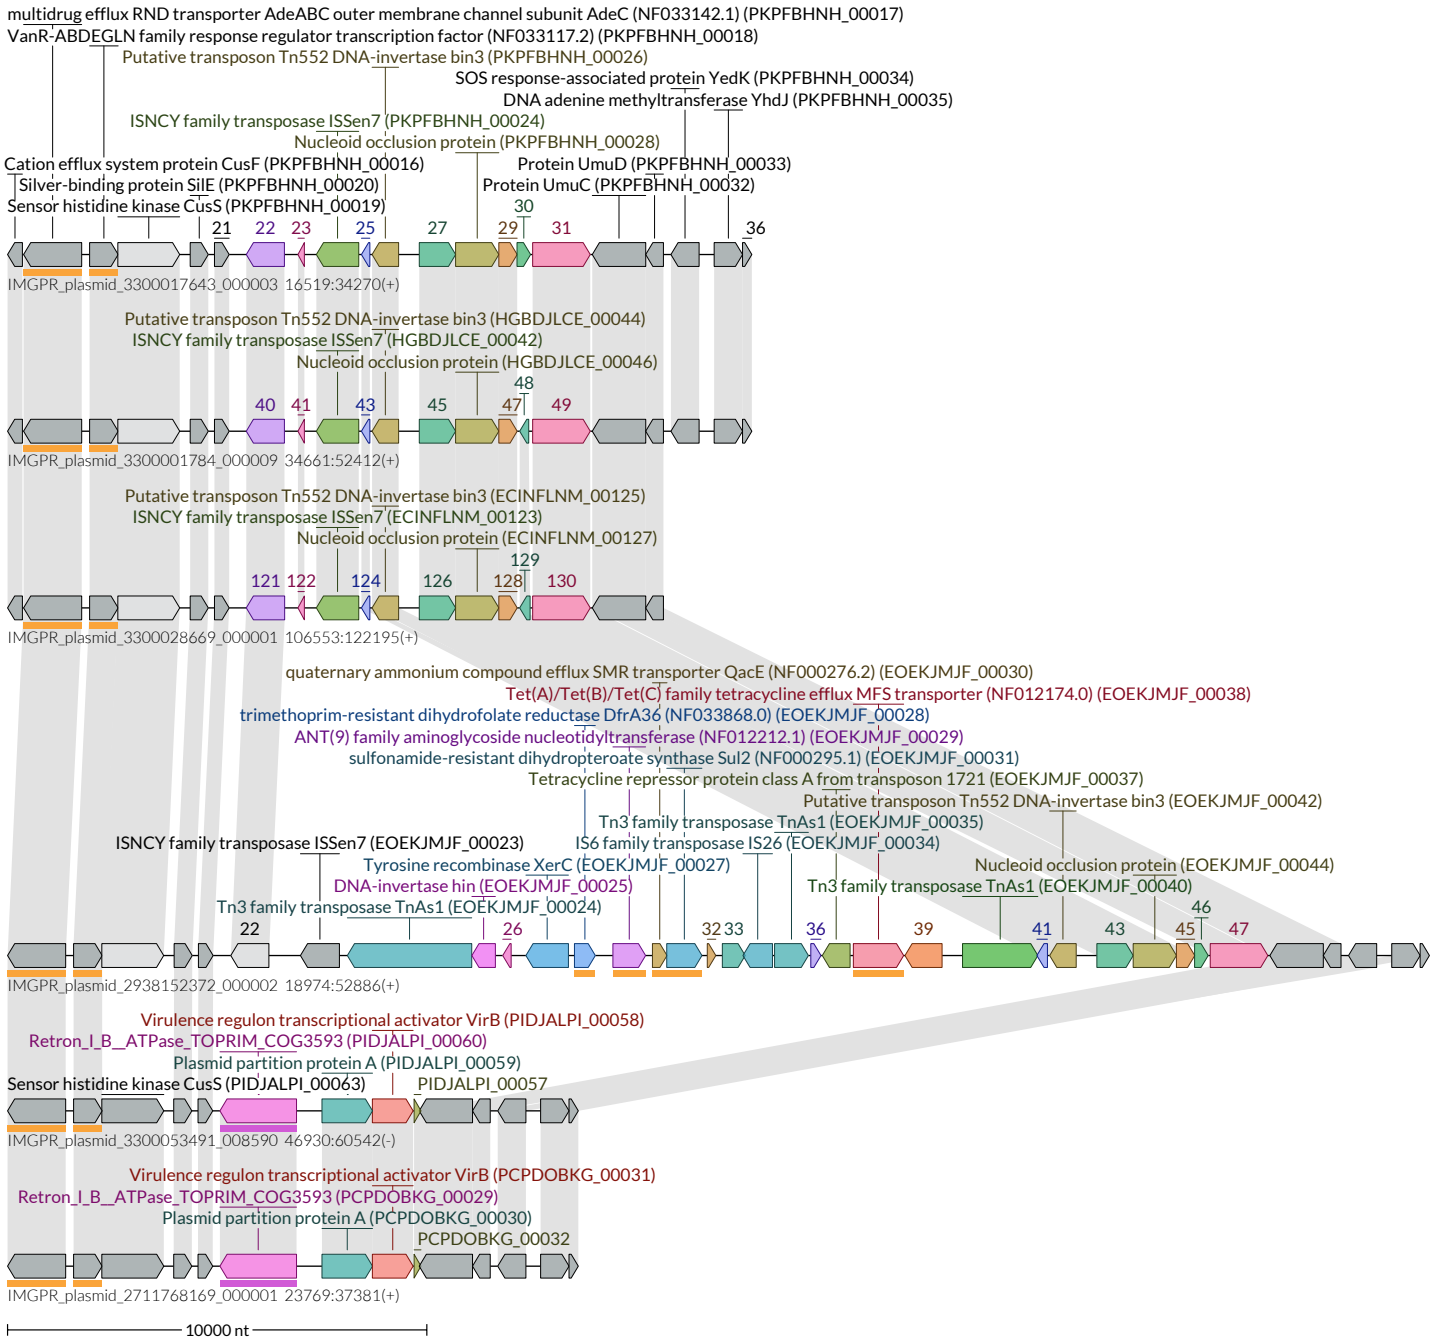 multidrug efflux RND transporter AdeABC outer membrane channel subunit AdeC (NF033142.1) (PKPFBHNH_00017)
VanR-ABDEGLN family response regulator transcription factor (NF033117.2) (PKPFBHNH_00018)
Putative transposon Tn552 DNA-invertase bin3 (PKPFBHNH_00026)
SOS response-associated protein YedK (PKPFBHNH_00034)
DNA adenine methyltransferase YhdJ (PKPFBHNH_00035)
ISNCY family transposase ISSen7 (PKPFBHNH_00024)
Nucleoid occlusion protein (PKPFBHNH_00028)
Cation efflux system protein CusF (PKPFBHNH_00016) Protein UmuD (PKPFBHNH_00033)
Silver-binding protein SilE (PKPFBHNH_00020) Protein UmuC (PKPFBHNH_00032)
Sensor histidine kinase CusS (PKPFBHNH_00019) 30
21 22 23 25 27 29 31 36
IMGPR_plasmid_3300017643_000003 16519:34270(+)
Putative transposon Tn552 DNA-invertase bin3 (HGBDJLCE_00044)
ISNCY family transposase ISSen7 (HGBDJLCE_00042)
Nucleoid occlusion protein (HGBDJLCE_00046)
48
40 41 43 45 47 49
IMGPR_plasmid_3300001784_000009 34661:52412(+)
Putative transposon Tn552 DNA-invertase bin3 (ECINFLNM_00125)
ISNCY family transposase ISSen7 (ECINFLNM_00123)
Nucleoid occlusion protein (ECINFLNM_00127)
129
121 122 124 126 128 130
IMGPR_plasmid_3300028669_000001 106553:122195(+)
quaternary ammonium compound efflux SMR transporter QacE (NF000276.2) (EOEKJMJF_00030)
Tet(A)/Tet(B)/Tet(C) family tetracycline efflux MFS transporter (NF012174.0) (EOEKJMJF_00038)
trimethoprim-resistant dihydrofolate reductase DfrA36 (NF033868.0) (EOEKJMJF_00028)
ANT(9) family aminoglycoside nucleotidyltransferase (NF012212.1) (EOEKJMJF_00029)
sulfonamide-resistant dihydropteroate synthase Sul2 (NF000295.1) (EOEKJMJF_00031)
Tetracycline repressor protein class A from transposon 1721 (EOEKJMJF_00037)
Putative transposon Tn552 DNA-invertase bin3 (EOEKJMJF_00042)
Tn3 family transposase TnAs1 (EOEKJMJF_00035)
ISNCY family transposase ISSen7 (EOEKJMJF_00023) IS6 family transposase IS26 (EOEKJMJF_00034)
Tyrosine recombinase XerC (EOEKJMJF_00027) Nucleoid occlusion protein (EOEKJMJF_00044)
DNA-invertase hin (EOEKJMJF_00025) Tn3 family transposase TnAs1 (EOEKJMJF_00040)
Tn3 family transposase TnAs1 (EOEKJMJF_00024) 46
22 26 32 33 36 39 41 43 45 47
IMGPR_plasmid_2938152372_000002 18974:52886(+)
Virulence regulon transcriptional activator VirB (PIDJALPI_00058)
Retron_I_B__ATPase_TOPRIM_COG3593 (PIDJALPI_00060)
Plasmid partition protein A (PIDJALPI_00059)
Sensor histidine kinase CusS (PIDJALPI_00063) PIDJALPI_00057
IMGPR_plasmid_3300053491_008590 46930:60542(-)
Virulence regulon transcriptional activator VirB (PCPDOBKG_00031)
Retron_I_B__ATPase_TOPRIM_COG3593 (PCPDOBKG_00029)
Plasmid partition protein A (PCPDOBKG_00030)
PCPDOBKG_00032
IMGPR_plasmid_2711768169_000001 23769:37381(+)
10000 nt